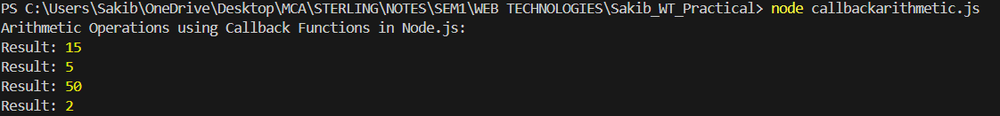 PS C:\Users\Sakib\OneDrive\Desktop\MCA\STERLING\NOTES\SEM1\WEB TECHNOLOGIES\Sakib_WT_Practical> node callbackarithmetic.js
Arithmetic Operations using Callback Functions in Node.js:
Result: 15
Result: 5
Result: 50
Result: 2